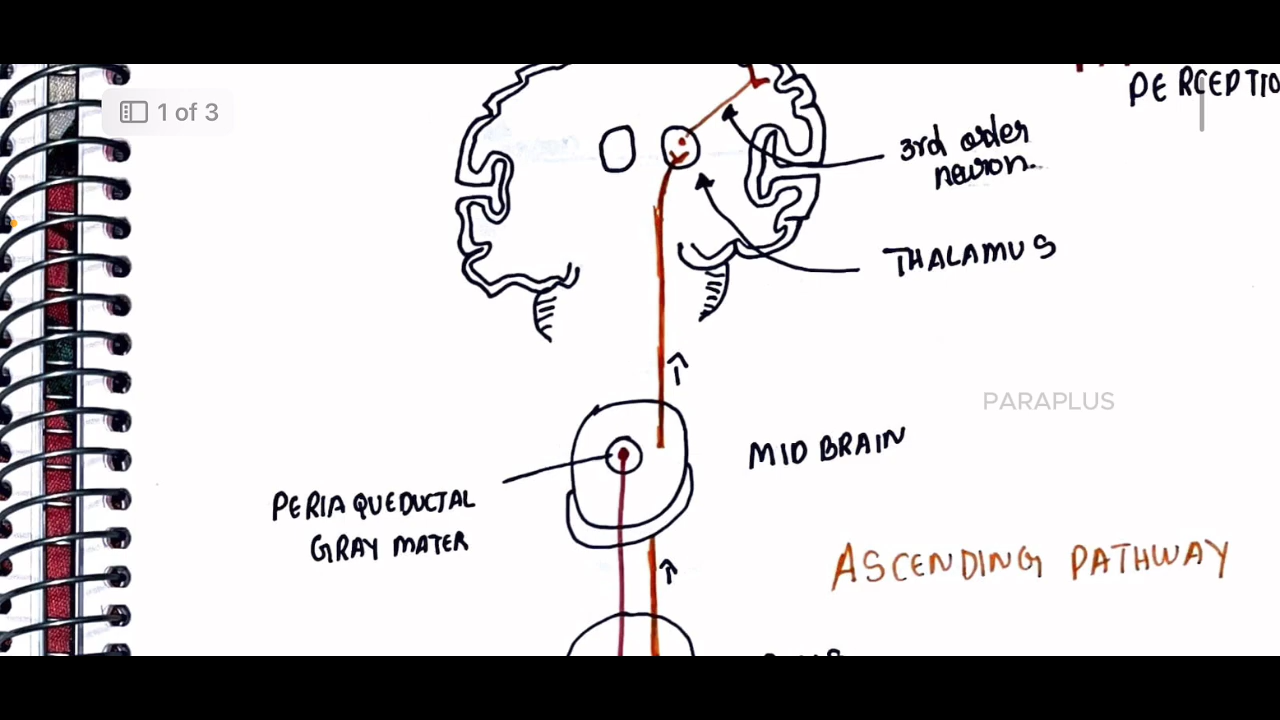 1 of 3
PERCEPTIO
3rd order
neuron.
THALAMUS
PARAPLUS
MID BRAIN
PERIAQUEDUCTAL
GRAY MATER
ASCENDING PATHWAY